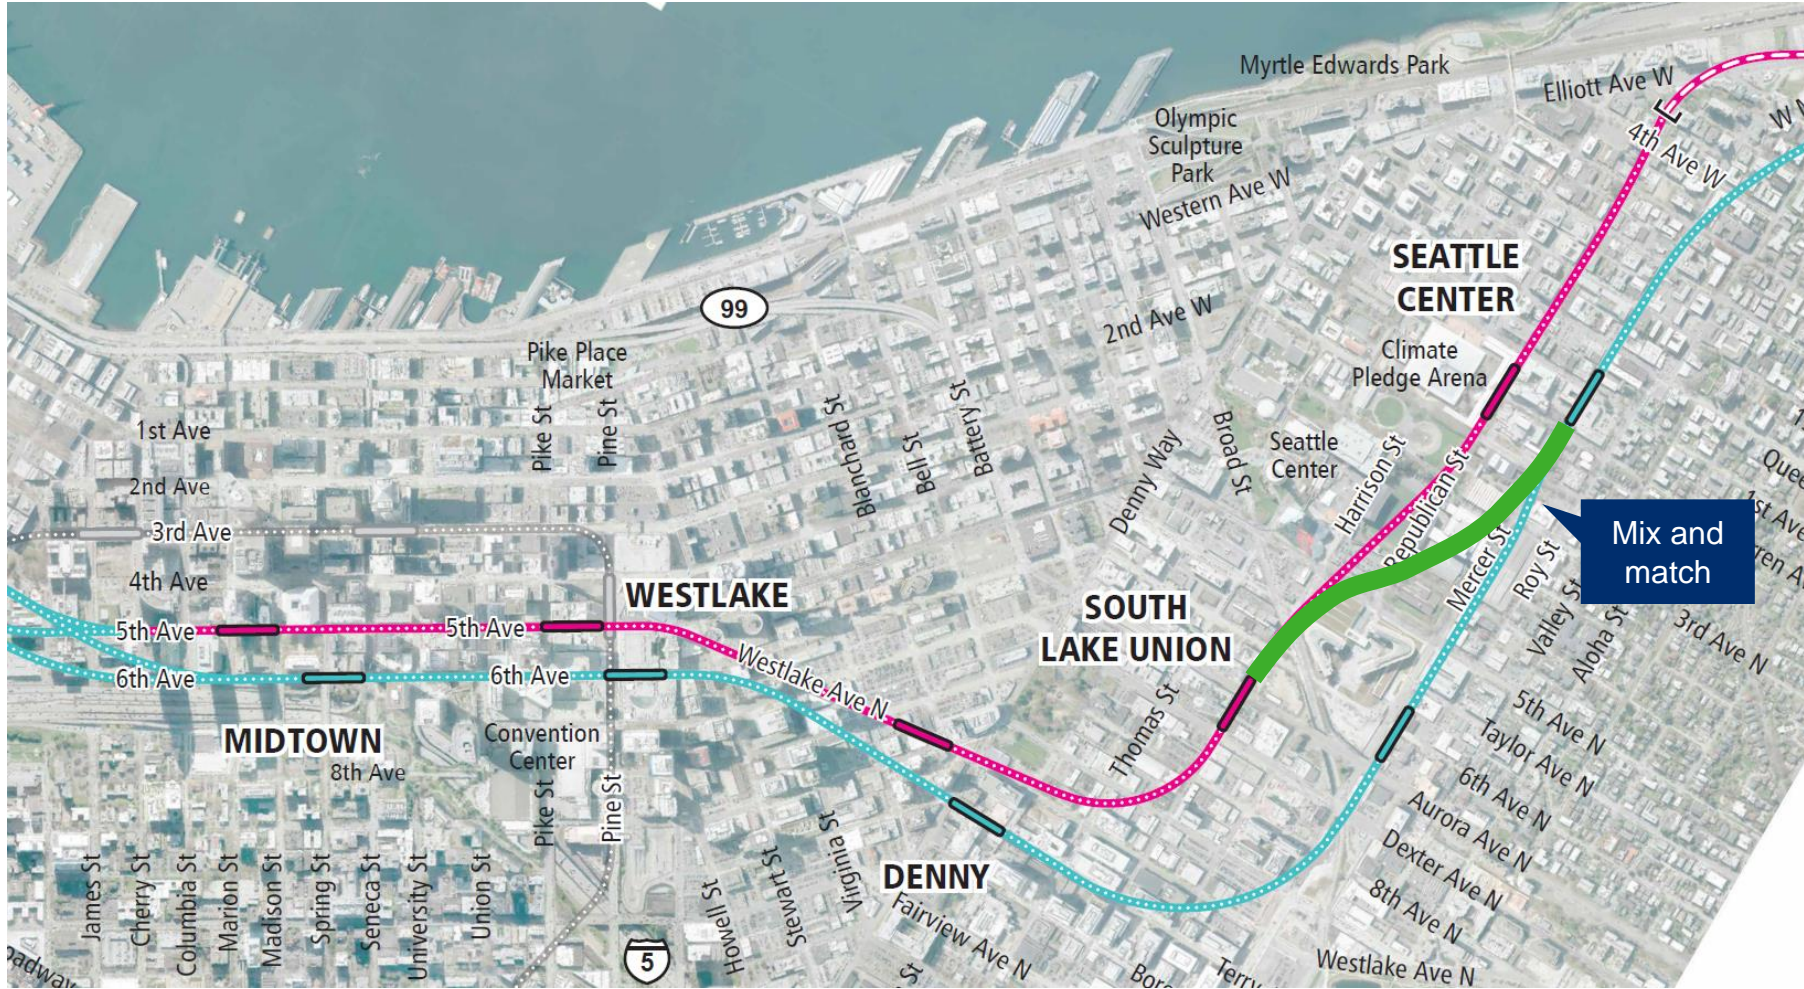 Myrtle Edwards Park
Elliott Ave W
Olympic
Sculpture
Park
4th Ave W
Western Ave W
SEATTLE
CENTER
99
2nd Ave W
Pike Place
Market
Climate
Pledge Arena
1st Ave
Pike St
Pine St
Blanchard St
Bell St
Battery St
Denny Way
Broad St
Seattle
Center
Harrison St
Republican St
2nd Ave
3rd Ave
4th Ave
5th Ave
5th Ave
6th Ave
6th Ave
WESTLAKE
Westlake Ave N
SOUTH
LAKE UNION
Mercer St
Roy St
Valley St
Aloha St
Mix and
match
1st Ave
3rd Ave N
Thomas St
5th Ave N
Taylor Ave N
6th Ave N
Aurora Ave N
Dexter Ave N
8th Ave N
Westlake Ave N
MIDTOWN
8th Ave
Convention
Center
Pike St
Pine St
DENNY
James St
Cherry St
Columbia St
Marion St
Madison St
Spring St
Seneca St
University St
Union St
Howell St
Stewart St
Virginia St
Fairview Ave N
5
St